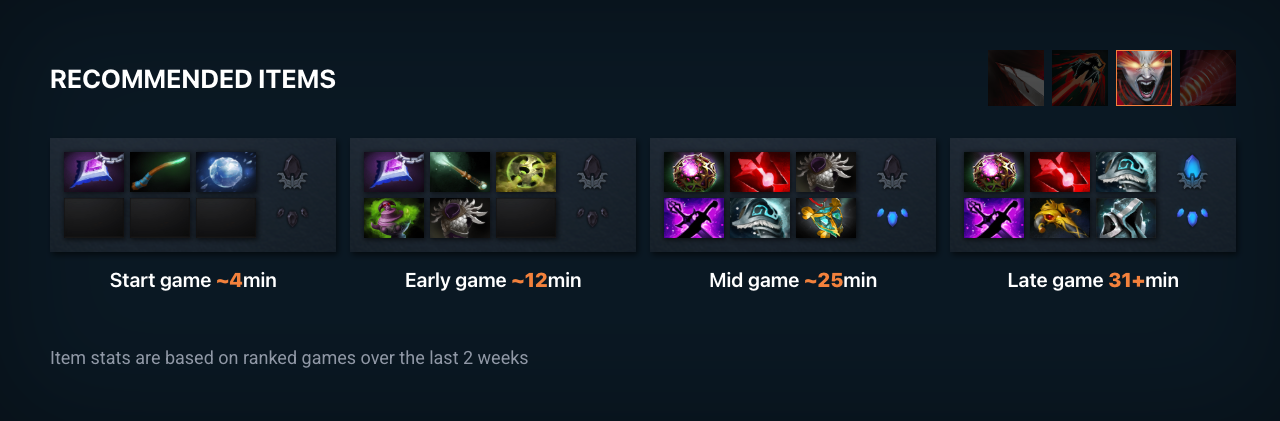 RECOMMENDED ITEMS
Start game ~4min
Early game ~12min
Mid game ~25min
Late game 31+min
Item stats are based on ranked games over the last 2 weeks